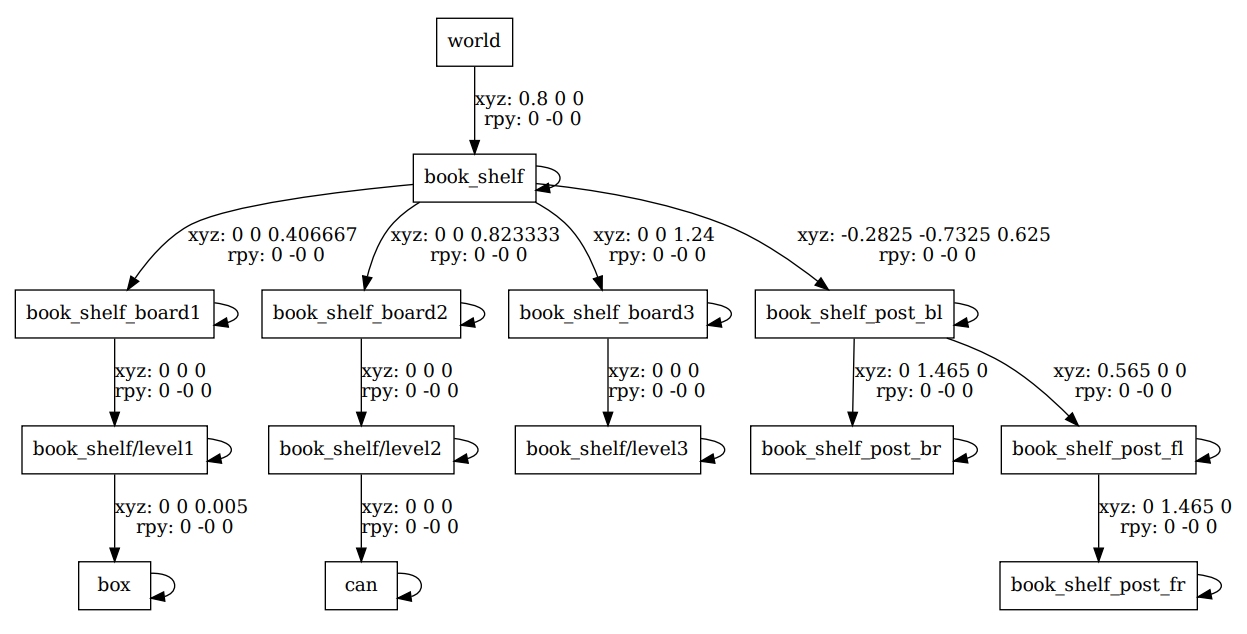 world
xyz: 0.8 0 0
rpy: 0 -0 0
book_shelf
xyz: 0 0 0.406667
rpy: 0 -0 0
xyz: 0 0 0.823333
rpy: 0 -0 0
xyz: 0 0 1.24
rpy: 0 -0 0
xyz: -0.2825 -0.7325 0.625
rpy: 0 -0 0
book_shelf_board1
book_shelf_board2
book_shelf_board3
book_shelf_post_bl
xyz: 0 0 0
rpy: 0 -0 0
xyz: 0 0 0
rpy: 0 -0 0
xyz: 0 0 0
rpy: 0 -0 0
xyz: 0 1.465 0
rpy: 0 -0 0
xyz: 0.565 0 0
rpy: 0 -0 0
book_shelf/level1
book_shelf/level2
book_shelf/level3
book_shelf_post_br
book_shelf_post_fl
xyz: 0 0 0.005
rpy: 0 -0 0
xyz: 0 0 0
rpy: 0 -0 0
xyz: 0 1.465 0
rpy: 0 -0 0
box
can
book_shelf_post_fr